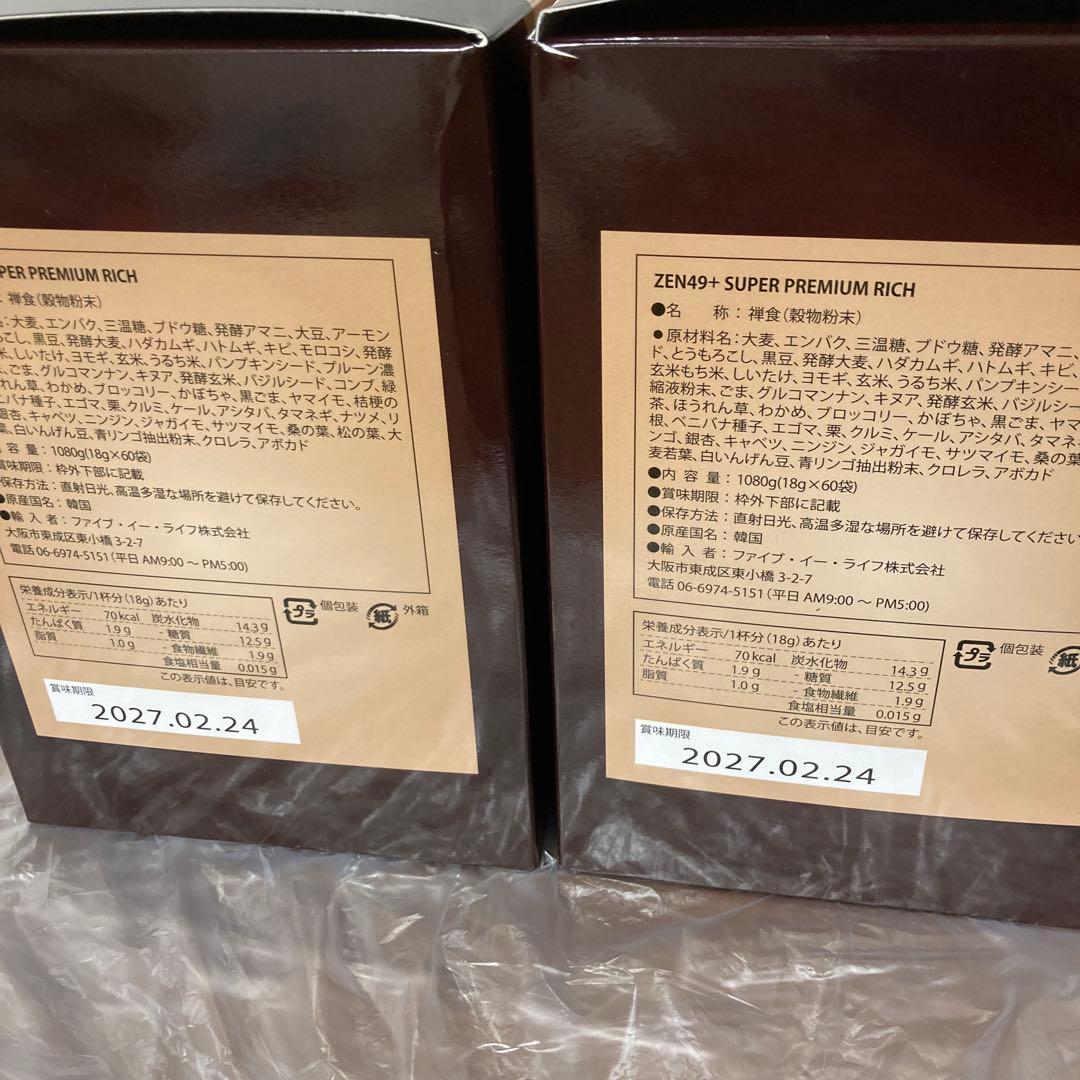 PER PREMIUM RICH
: 禅食(穀物粉末)
:大麦、エンバク、三温糖、ブドウ糖、発酵アマニ、大豆、アーモン
ろこし、黒豆、発酵大麦、ハダカムギ、ハトムギ、キビ、モロコシ、発酵
米、しいたけ、ヨモギ、玄米、うるち米、パンプキンシード、プルーン濃
、ごま、グルコマンナン、キヌア、発酵玄米、バジルシード、コンブ、緑
れん草、わかめ、ブロッコリー、かぼちゃ、黒ごま、ヤマイモ、桔梗の
ニバナ種子、エゴマ、栗、クルミ、ケール、アシタバ、タマネギ、ナツメ、リ
銀杏、キャベツ、ニンジン、ジャガイモ、サツマイモ、桑の葉、松の葉、大
、白いんげん豆、青リンゴ抽出粉末、クロレラ、アボカド
容 量:1080g(18g×60袋)
賞味期限:枠外下部に記載
保存方法:直射日光、高温多湿な場所を避けて保存してください。
●原産国名:韓国
●輸 入 者:ファイブ・イー・ライフ株式会社
大阪市東成区東小橋 3-2-7
電話 06-6974-5151(平日 AM9:00 ～ PM5:00)
栄養成分表示/1杯分(18g)あたり
エネルギー 70kcal 炭水化物 14.3g
たんぱく質 1.9g - 糖質 12.5g
脂質 1.0g - 食物繊維 1.9g
食塩相当量 0.015g
この表示値は、目安です。
プラ 個包装 紙 外箱
賞味期限
2027.02.24
ZEN49+ SUPER PREMIUM RICH
●名 称:禅食(穀物粉末)
●原材料名:大麦、エンバク、三温糖、ブドウ糖、発酵アマニ、
ド、とうもろこし、黒豆、発酵大麦、ハダカムギ、ハトムギ、キビ、
玄米もち米、しいたけ、ヨモギ、玄米、うるち米、パンプキンシー
縮液粉末、ごま、グルコマンナン、キヌア、発酵玄米、バジルシー
茶、ほうれん草、わかめ、ブロッコリー、かぼちゃ、黒ごま、ヤマ
根、ベニバナ種子、エゴマ、栗、クルミ、ケール、アシタバ、タマネ
ンゴ、銀杏、キャベツ、ニンジン、ジャガイモ、サツマイモ、桑の葉
麦若葉、白いんげん豆、青リンゴ抽出粉末、クロレラ、アボカド
●内 容 量:1080g(18g×60袋)
●賞味期限:枠外下部に記載
●保存方法:直射日光、高温多湿な場所を避けて保存してください
●原産国名:韓国
●輸 入 者:ファイブ・イー・ライフ株式会社
大阪市東成区東小橋 3-2-7
電話 06-6974-5151(平日 AM9:00 ～ PM5:00)
栄養成分表示/1杯分(18g)あたり
エネルギー 70kcal 炭水化物 14.3g
たんぱく質 1.9g - 糖質 12.5g
脂質 1.0g - 食物繊維 1.9g
食塩相当量 0.015g
この表示値は、目安です。
プラ 個包装 紙
賞味期限
2027.02.24